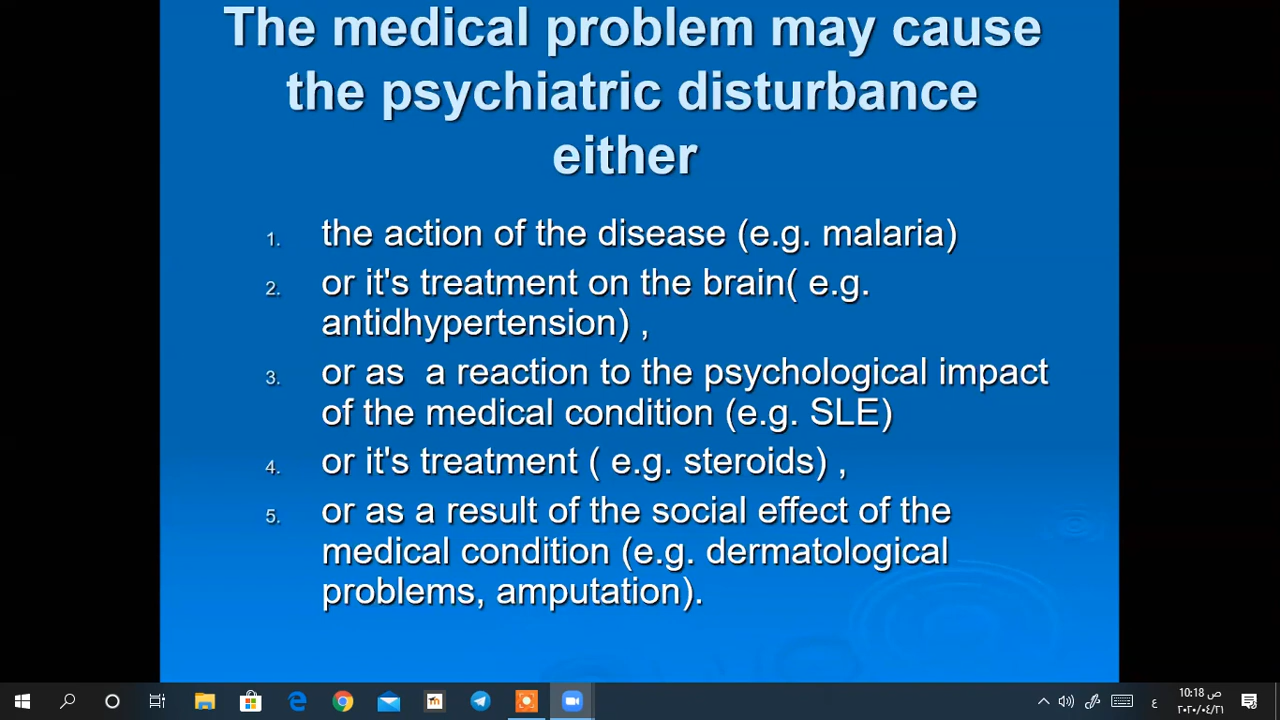 The medical problem may cause
the psychiatric disturbance
either
1. the action of the disease (e.g. malaria)
2. or it's treatment on the brain( e.g.
antidhypertension) ,
3. or as  a reaction to the psychological impact
of the medical condition (e.g. SLE)
4. or it's treatment ( e.g. steroids) ,
5. or as a result of the social effect of the
medical condition (e.g. dermatological
problems, amputation).
ع
10:18 ص
٢٠٢٠/٠٤/٢١